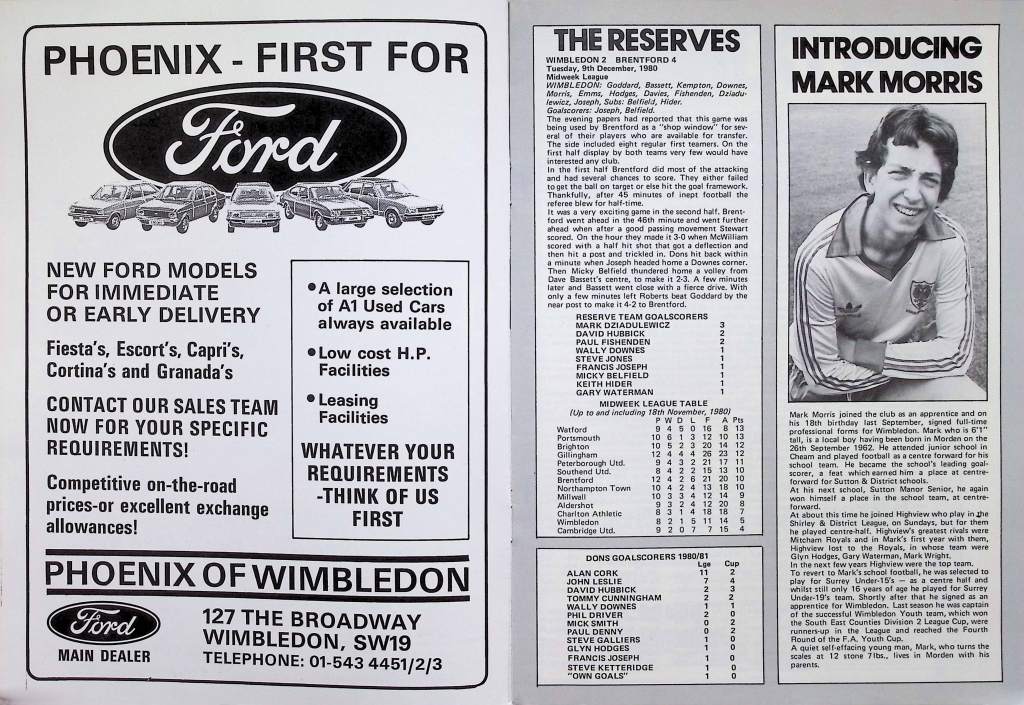 PHOENIX - FIRST FOR
Ford
NEW FORD MODELS
FOR IMMEDIATE
OR EARLY DELIVERY
Fiesta's, Escort's, Capri's,
Cortina's and Granada's
CONTACT OUR SALES TEAM
NOW FOR YOUR SPECIFIC
REQUIREMENTS!
Competitive on-the-road
prices-or excellent exchange
allowances!
•A large selection
of A1 Used Cars
always available
•Low cost H.P.
Facilities
•Leasing
Facilities
WHATEVER YOUR
REQUIREMENTS
-THINK OF US
FIRST
PHOENIX OF WIMBLEDON
Ford
MAIN DEALER
127 THE BROADWAY
WIMBLEDON, SW19
TELEPHONE: 01-543 4451/2/3
THE RESERVES
WIMBLEDON 2 BRENTFORD 4
Tuesday, 9th December, 1980
Midweek League
WIMBLEDON: Goddard, Bassett, Kempton, Downes,
Morris, Emms, Hodges, Davies, Fishenden, Dziadu-
lewicz, Joseph, Subs: Belfield, Hider.
Goalscorers: Joseph, Belfield.
The evening papers had reported that this game was
being used by Brentford as a "shop window" for sev-
eral of their players who are available for transfer.
The side included eight regular first teamers. On the
first half display by both teams very few would have
interested any club.
In the first half Brentford did most of the attacking
and had several chances to score. They either failed
to get the ball on target or else hit the goal framework.
Thankfully, after 45 minutes of inept football the
referee blew for half-time.
It was a very exciting game in the second half. Brent-
ford went ahead in the 46th minute and went further
ahead when after a good passing movement Stewart
scored. On the hour they made it 3-0 when McWilliam
scored with a half hit shot that got a deflection and
then hit a post and trickled in. Dons hit back within
a minute when Joseph headed home a Downes corner.
Then Micky Belfield thundered home a volley from
Dave Bassett's centre, to make it 2-3. A few minutes
later and Bassett went close with a fierce drive. With
only a few minutes left Roberts beat Goddard by the
near post to make it 4-2 to Brentford.
RESERVE TEAM GOALSCORERS
MARK DZIADULEWICZ 3
DAVID HUBBICK 2
PAUL FISHENDEN 2
WALLY DOWNES 1
STEVE JONES 1
FRANCIS JOSEPH 1
MICKY BELFIELD 1
KEITH HIDER 1
GARY WATERMAN 1
MIDWEEK LEAGUE TABLE
(Up to and including 18th November, 1980)
P W D L F A Pts
Watford 9 4 5 0 16 8 13
Portsmouth 10 6 1 3 12 10 13
Brighton 10 5 2 3 20 14 12
Gillingham 12 4 4 4 26 23 12
Peterborough Utd. 9 4 3 2 21 17 11
Southend Utd. 8 4 2 2 15 13 10
Brentford 12 4 2 6 21 20 10
Northampton Town 10 4 2 4 13 18 10
Millwall 10 3 3 4 12 14 9
Aldershot 9 3 2 4 12 20 8
Charlton Athletic 8 3 1 4 18 18 7
Wimbledon 8 2 1 5 11 14 5
Cambridge Utd. 9 2 0 7 7 15 4
DONS GOALSCORERS 1980/81
Lge Cup
ALAN CORK 11 2
JOHN LESLIE 7 4
DAVID HUBBICK 2 3
TOMMY CUNNINGHAM 2 2
WALLY DOWNES 1 1
PHIL DRIVER 2 0
MICK SMITH 0 2
PAUL DENNY 0 2
STEVE GALLIERS 1 0
GLYN HODGES 1 0
FRANCIS JOSEPH 1 0
STEVE KETTERIDGE 1 0
"OWN GOALS" 1 0
INTRODUCING
MARK MORRIS
adidas
Mark Morris joined the club as an apprentice and on
his 18th birthday last September, signed full-time
professional forms for Wimbledon. Mark who is 6'1"
tall, is a local boy having been born in Morden on the
26th September 1962. He attended junior school in
Cheam and played football as a centre forward for his
school team. He became the school's leading goal-
scorer, a feat which earned him a place at centre-
forward for Sutton & District schools.
At his next school, Sutton Manor Senior, he again
won himself a place in the school team, at centre-
forward.
At about this time he joined Highview who play in the
Shirley & District League, on Sundays, but for them
he played centre-half. Highview's greatest rivals were
Mitcham Royals and in Mark's first year with them,
Highview lost to the Royals, in whose team were
Glyn Hodges, Gary Waterman, Mark Wright.
In the next few years Highview were the top team.
To revert to Mark's school football, he was selected to
play for Surrey Under-15's — as a centre half and
whilst still only 16 years of age he played for Surrey
Under-19's team. Shortly after that he signed as an
apprentice for Wimbledon. Last season he was captain
of the successful Wimbledon Youth team, which won
the South East Counties Division 2 League Cup, were
runners-up in the League and reached the Fourth
Round of the F.A. Youth Cup.
A quiet self-effacing young man, Mark, who turns the
scales at 12 stone 7lbs., lives in Morden with his
parents.